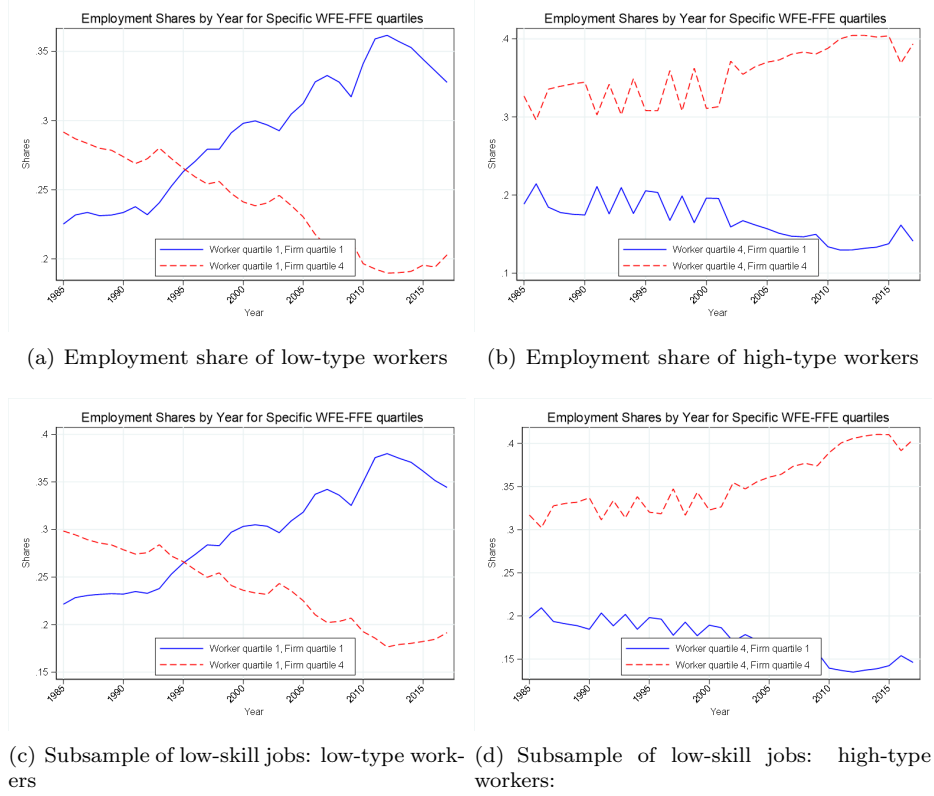 Employment Shares by Year for Specific WFE-FFE quartiles
.35
.3
.25
.2
Shares
1985
1990
1995
2000
2005
2010
2015
Year
Worker quartile 1, Firm quartile 1
Worker quartile 1, Firm quartile 4
(a) Employment share of low-type workers
Employment Shares by Year for Specific WFE-FFE quartiles
.4
.3
.2
.1
Shares
1985
1990
1995
2000
2005
2010
2015
Year
Worker quartile 4, Firm quartile 1
Worker quartile 4, Firm quartile 4
(b) Employment share of high-type workers
Employment Shares by Year for Specific WFE-FFE quartiles
.4
.35
.3
.25
.2
.15
Shares
1985
1990
1995
2000
2005
2010
2015
Year
Worker quartile 1, Firm quartile 1
Worker quartile 1, Firm quartile 4
(c) Subsample of low-skill jobs: low-type work-
ers
Employment Shares by Year for Specific WFE-FFE quartiles
.4
.35
.3
.25
.2
.15
Shares
1985
1990
1995
2000
2005
2010
2015
Year
Worker quartile 4, Firm quartile 1
Worker quartile 4, Firm quartile 4
(d) Subsample of low-skill jobs: high-type
workers: